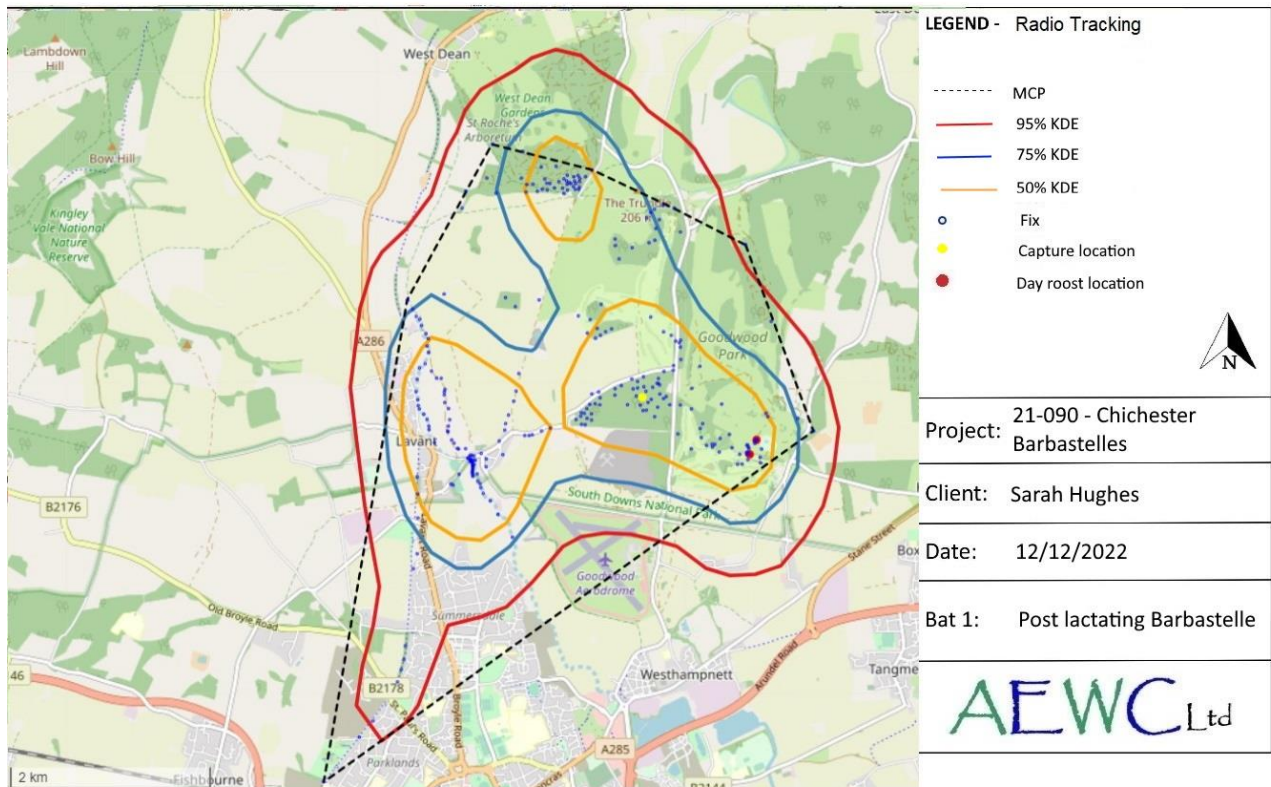 Lambdown
Hill
West Dean
West Dean
Gardens
St Roche's
Arboretum
Bow Hill
Kingley
Vale National
Nature
Reserve
The Trundle
206 m
Goodwood
Park
A286
Lavant
B2176
South Downs National Park
Lavant Road
Goodwood
Aerodrome
Stane Street
Box
Old Broyle Road
Summersdale
46
B2178
St Paul's Road
Broyle Road
Westhampnett
Arundel Road
Tangme
Parklands
A285
Fishbourne
B2144
2 km
LEGEND - Radio Tracking
MCP
95% KDE
75% KDE
50% KDE
Fix
Capture location
Day roost location
N
Project: 21-090 - Chichester
Barbastelles
Client: Sarah Hughes
Date: 12/12/2022
Bat 1: Post lactating Barbastelle
AEWC Ltd